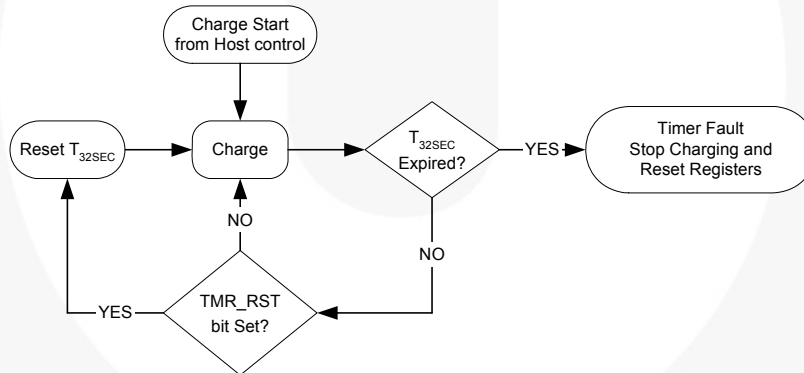 Charge Start
from Host control
Reset T32SEC
Charge
T32SEC
Expired?
YES
Timer Fault
Stop Charging and
Reset Registers
NO
NO
YES
TMR_RST
bit Set?